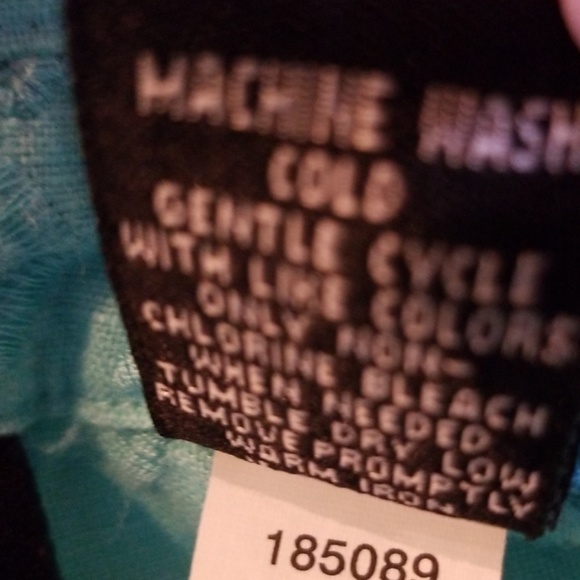 MACHINE WASH
COLD
GENTLE CYCLE
WITH LIKE COLORS
ONLY NON-
CHLORINE BLEACH
WHEN NEEDED
TUMBLE DRY LOW
REMOVE PROMPTLY
WARM IRON
185089